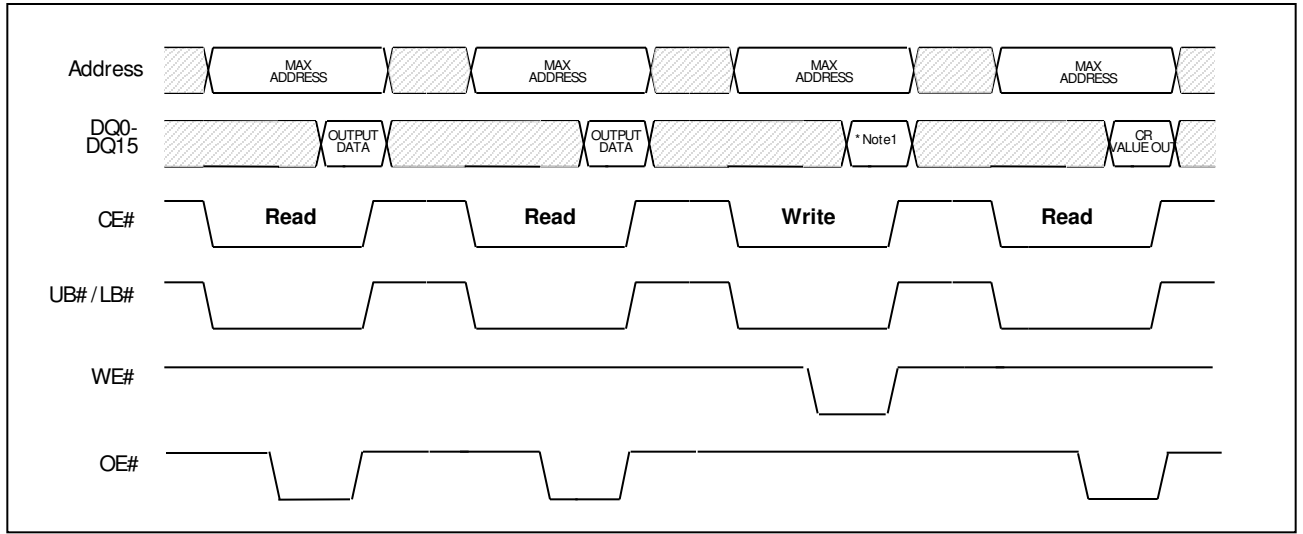 Address
MAX
ADDRESS
MAX
ADDRESS
MAX
ADDRESS
MAX
ADDRESS
DQ0-
DQ15
OUTPUT
DATA
OUTPUT
DATA
* Note1
CR
VALUE OUT
CE#
Read
Read
Write
Read
UB# / LB#
WE#
OE#